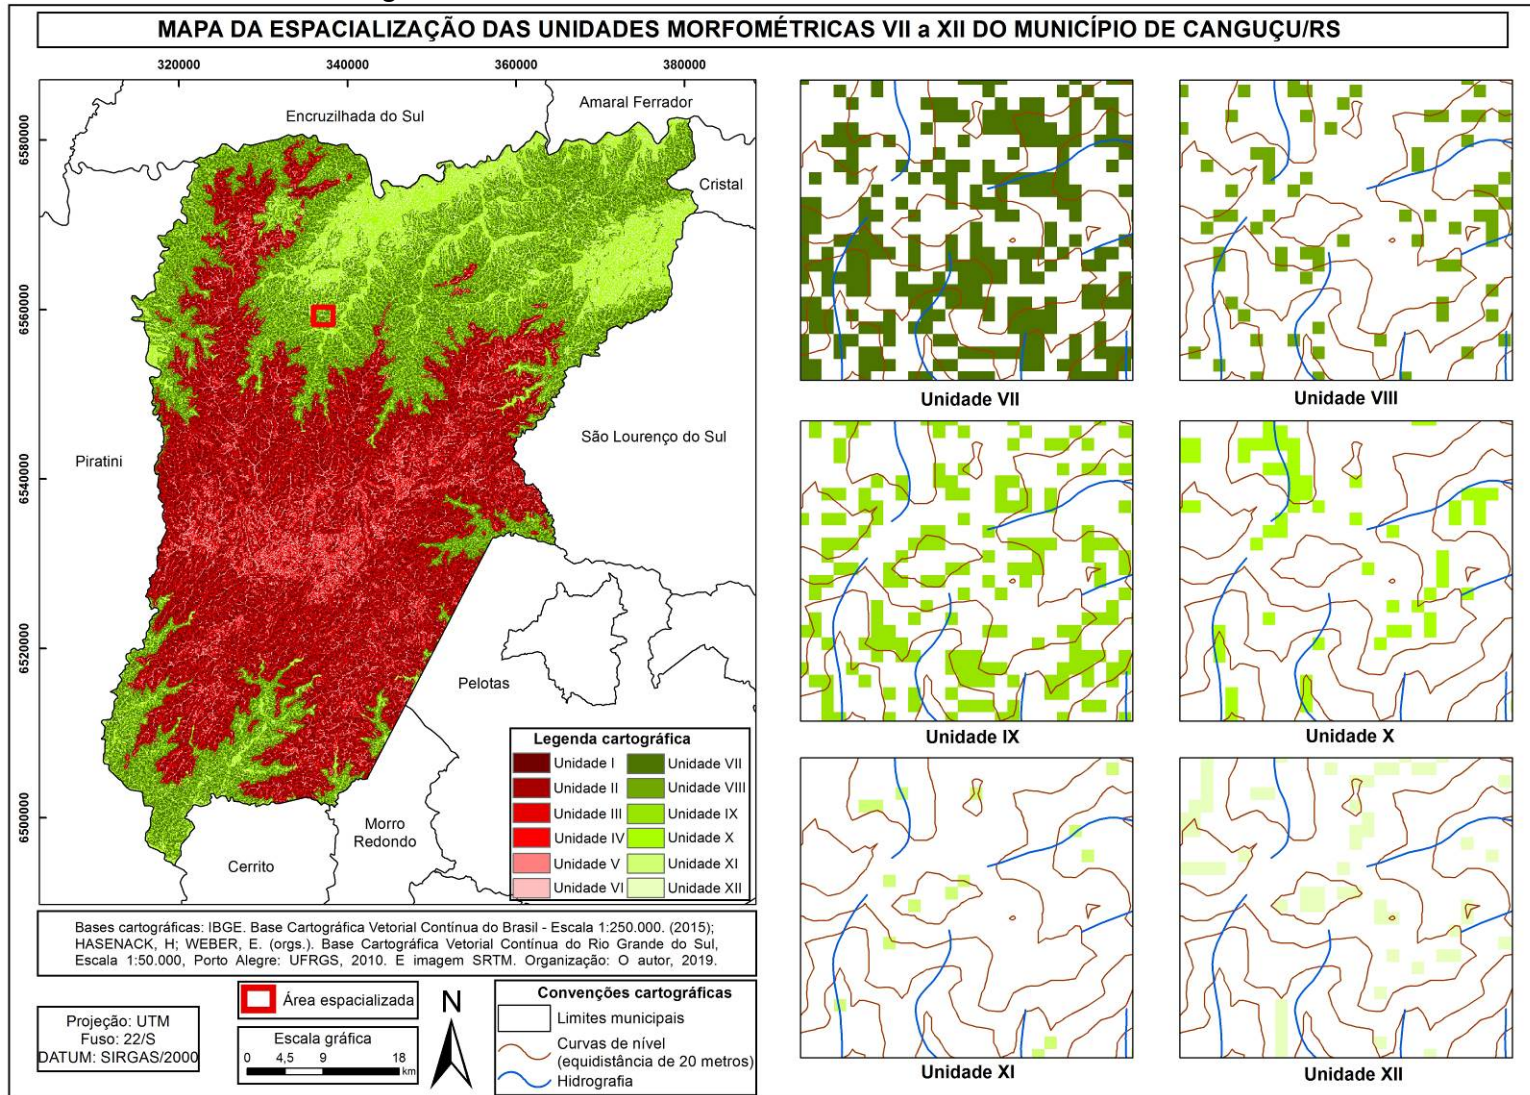 MAPA DA ESPACIALIZAÇÃO DAS UNIDADES MORFOMÉTRICAS VII a XII DO MUNICÍPIO DE CANGUÇU/RS
320000
340000
360000
380000
6580000
6560000
6540000
6520000
6500000
Encruzilhada do Sul
Amaral Ferrador
Cristal
São Lourenço do Sul
Piratini
Pelotas
Morro
Redondo
Cerrito
Legenda cartográfica
Unidade I
Unidade II
Unidade III
Unidade IV
Unidade V
Unidade VI
Unidade VII
Unidade VIII
Unidade IX
Unidade X
Unidade XI
Unidade XII
Unidade VII
Unidade VIII
Unidade IX
Unidade X
Unidade XI
Unidade XII
Bases cartográficas: IBGE. Base Cartográfica Vetorial Contínua do Brasil - Escala 1:250.000. (2015);
HASENACK, H; WEBER, E. (orgs.). Base Cartográfica Vetorial Contínua do Rio Grande do Sul,
Escala 1:50.000, Porto Alegre: UFRGS, 2010. E imagem SRTM. Organização: O autor, 2019.
Projeção: UTM
Fuso: 22/S
DATUM: SIRGAS/2000
Área espacializada
Escala gráfica
0 4,5 9 18
km
N
Convenções cartográficas
Limites municipais
Curvas de nível
(equidistância de 20 metros)
Hidrografia